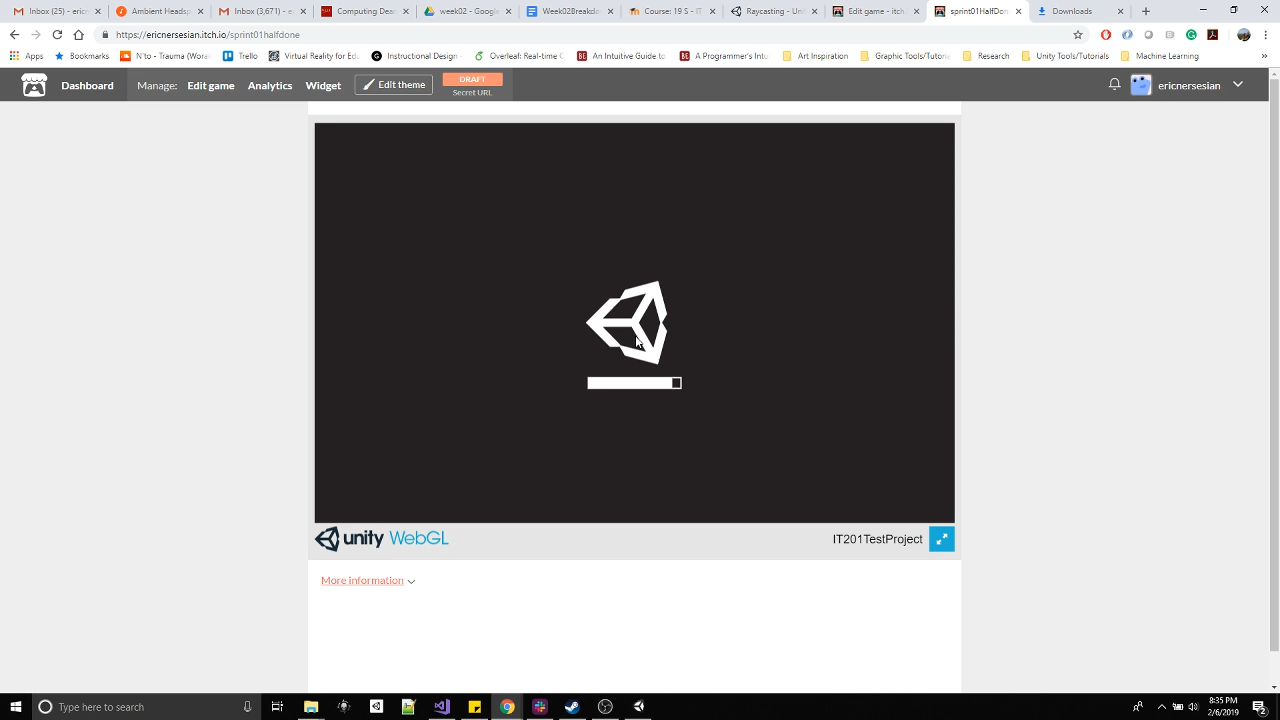 Inbox (25) - eric
Ambient Headsp
Inbox (3,671) - e
Computing Dea
week02 - Google
Week02Breakdo
Course: 19 S - IT
Raycasting - Uni
Edit game - itch.
sprint01HalfDon
Downloads
https://ericnersesian.itch.io/sprint01halfdone
Apps
Bookmarks
N'to - Trauma (Wore
Trello
Virtual Reality for Ed
Instructional Design
Overleaf: Real-time C
An Intuitive Guide to
A Programmer's Intu
Art Inspiration
Graphic Tools/Tutoria
Research
Unity Tools/Tutorials
Machine Learning
»
Dashboard
Manage:
Edit game
Analytics
Widget
Edit theme
DRAFT
Secret URL
ericnersesian
unity WebGL
IT201TestProject
More information
Type here to search
8:35 PM
2/6/2019